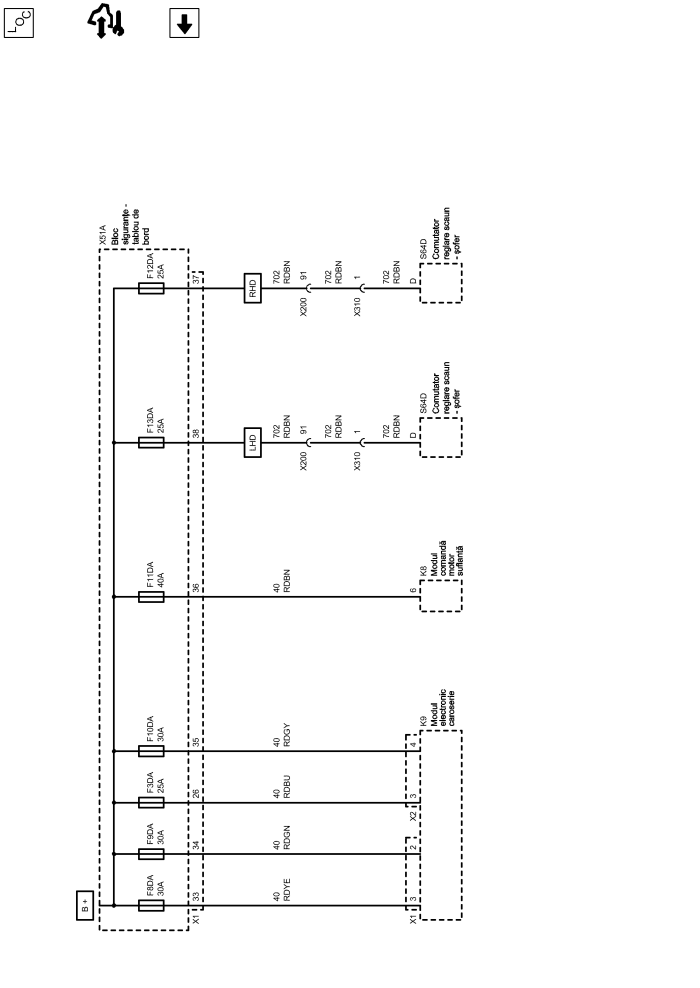 LOC
X51A
Bloc
siguranțe -
tablou de
bord
B +
F8DA
30A
F9DA
30A
F3DA
25A
F10DA
30A
F11DA
40A
F13DA
25A
F12DA
25A
X1
33
34
26
35
36
38
37
LHD
RHD
40
RDYE
40
RDGN
40
RDBU
40
RDGY
40
RDBN
702
RDBN
91
X200
702
RDBN
1
X310
702
RDBN
D
702
RDBN
91
X200
702
RDBN
1
X310
702
RDBN
D
X1
3
2
X2
3
4
6
K9
Modul
electronic
caroserie
K8
Modul
comandă
motor
suflantă
S64D
Comutator
reglare scaun
- șofer
S64D
Comutator
reglare scaun
- șofer